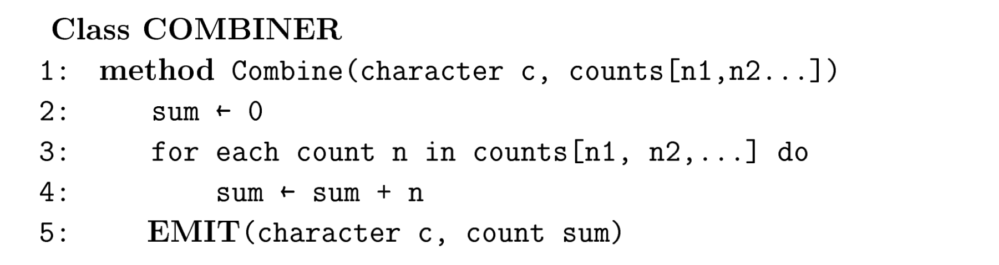 Class COMBINER
1: method Combine(character c, counts[n1,n2...])
2: sum ← 0
3: for each count n in counts[n1, n2,...] do
4: sum ← sum + n
5: EMIT(character c, count sum)